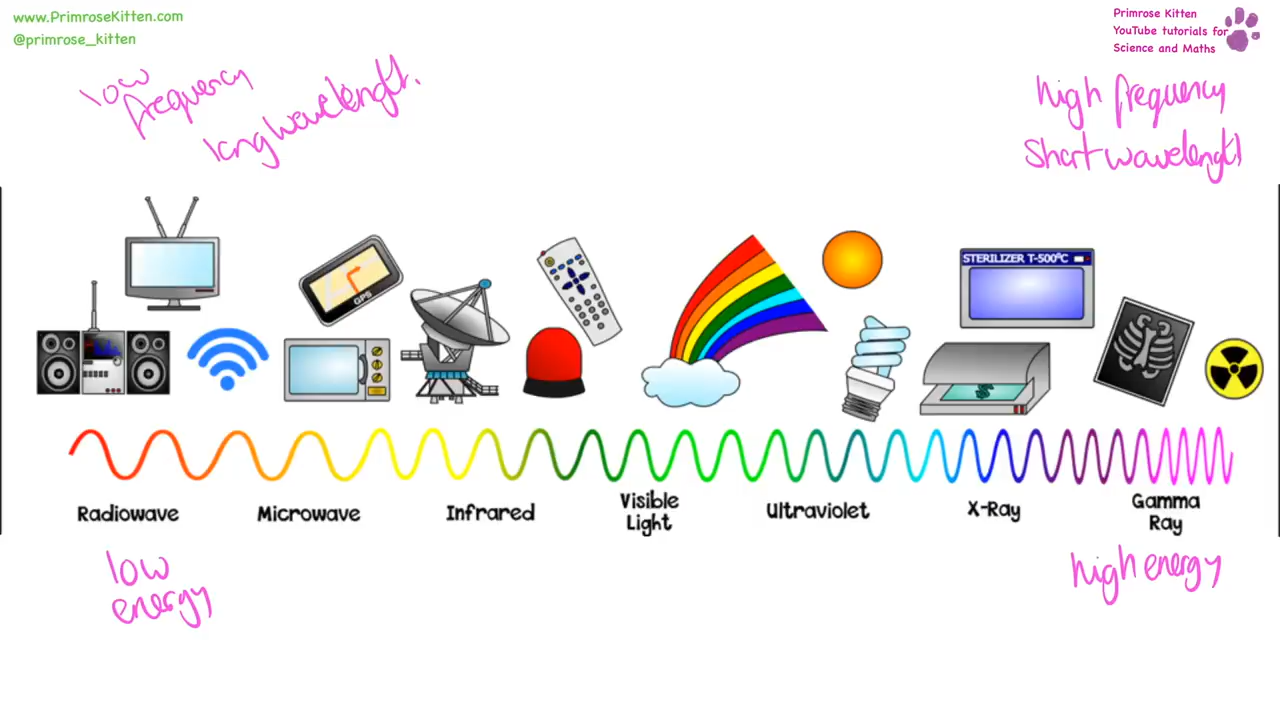 www.PrimroseKitten.com
@primrose_kitten
Primrose Kitten
YouTube tutorials for
Science and Maths
low
frequency
long wavelength.
high frequency
Short wavelength
GPS
STERILIZER T-500°C
Radiowave
Microwave
Infrared
Visible
Light
Ultraviolet
X-Ray
Gamma
Ray
low
energy
high energy